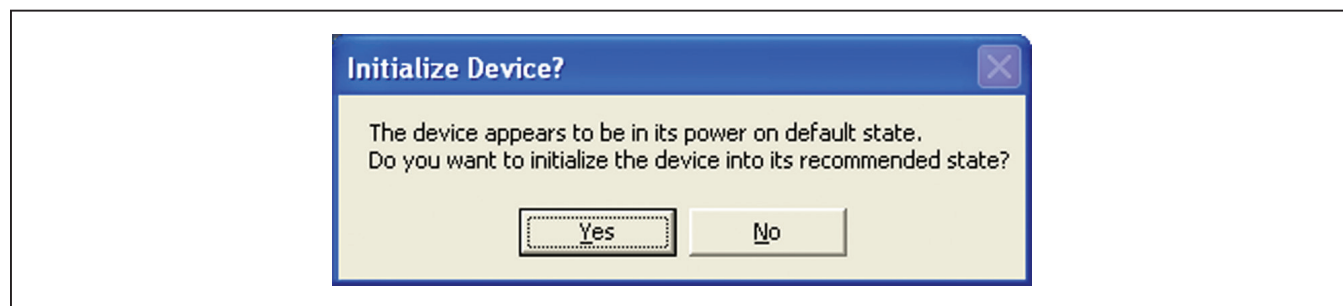 Initialize Device?
The device appears to be in its power on default state.
Do you want to initialize the device into its recommended state?
Yes
No